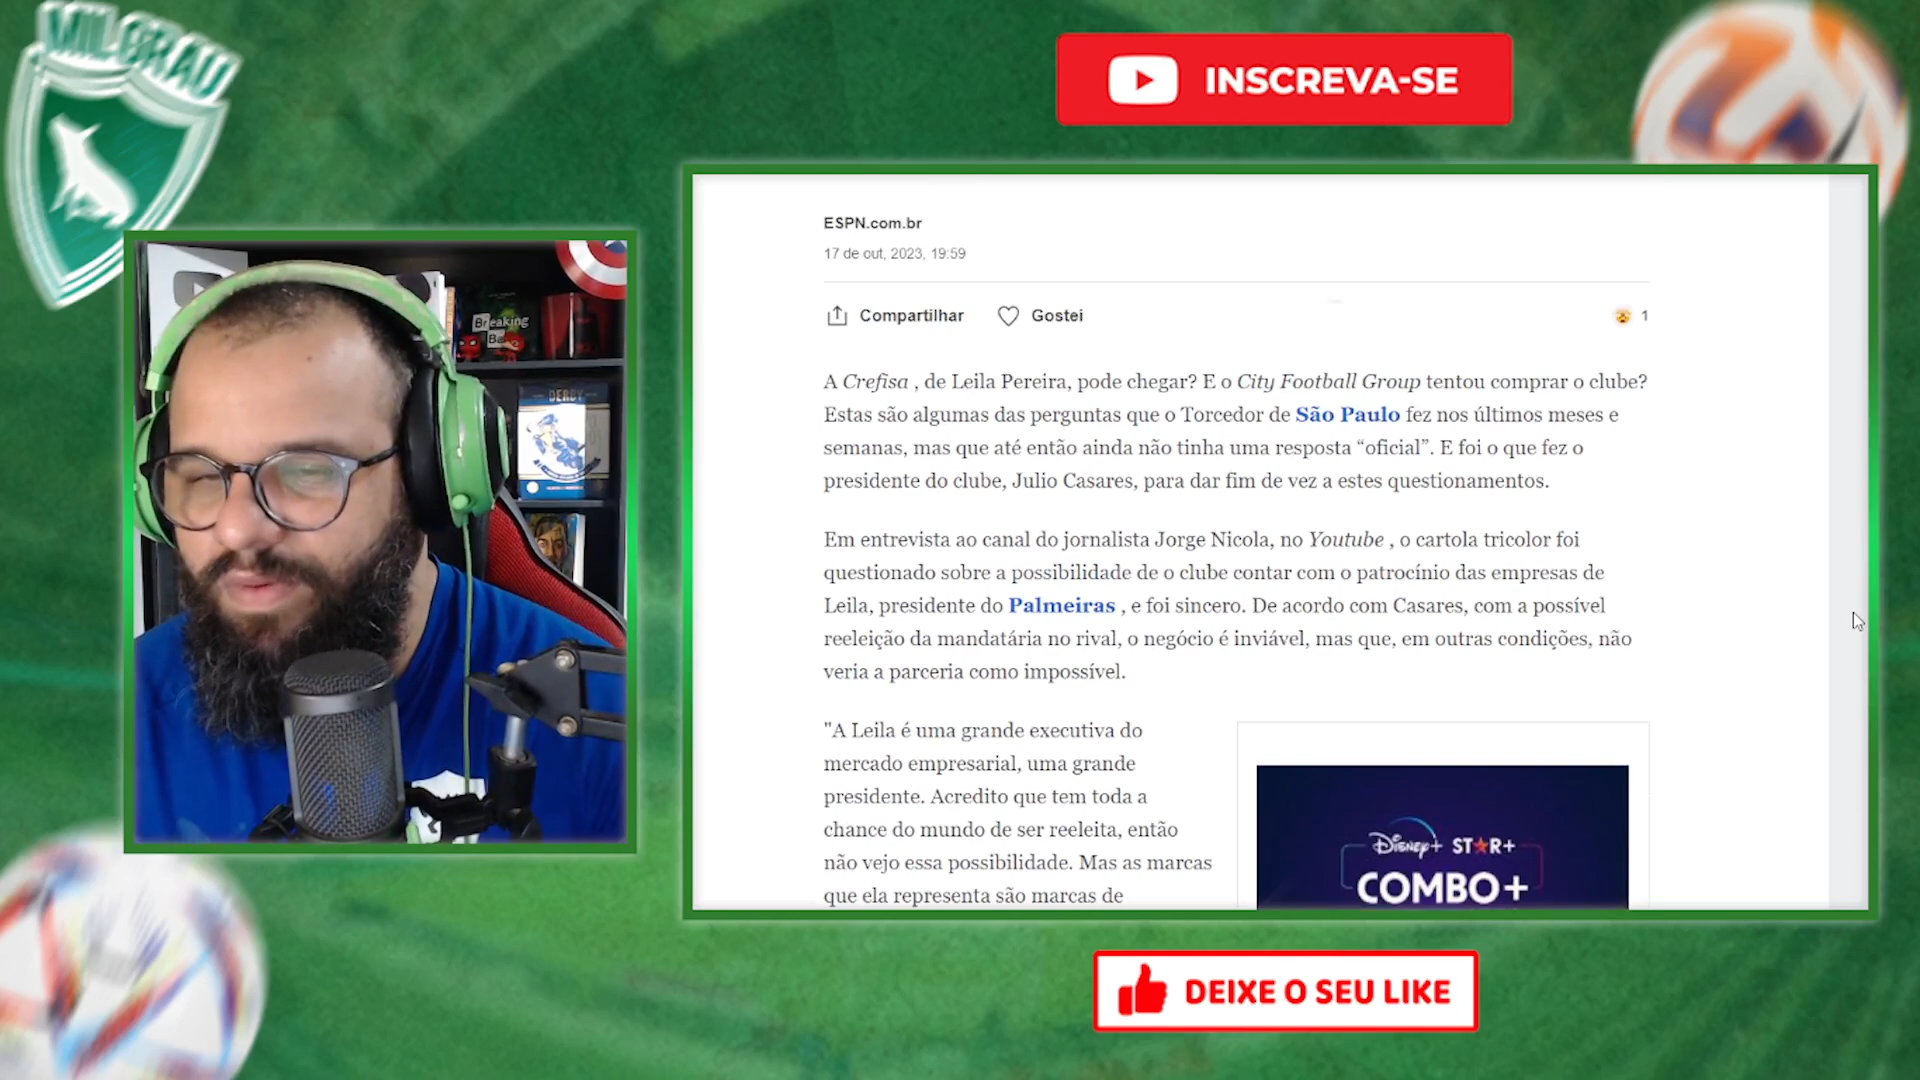 MILGRAU
INSCREVA-SE
ESPN.com.br
17 de out, 2023, 19:59
Compartilhar
Gostei
1
A Crefisa , de Leila Pereira, pode chegar? E o City Football Group tentou comprar o clube?
Estas são algumas das perguntas que o Torcedor de São Paulo fez nos últimos meses e
semanas, mas que até então ainda não tinha uma resposta “oficial”. E foi o que fez o
presidente do clube, Julio Casares, para dar fim de vez a estes questionamentos.
Em entrevista ao canal do jornalista Jorge Nicola, no Youtube , o cartola tricolor foi
questionado sobre a possibilidade de o clube contar com o patrocínio das empresas de
Leila, presidente do Palmeiras , e foi sincero. De acordo com Casares, com a possível
reeleição da mandatária no rival, o negócio é inviável, mas que, em outras condições, não
veria a parceria como impossível.
"A Leila é uma grande executiva do
mercado empresarial, uma grande
presidente. Acredito que tem toda a
chance do mundo de ser reeleita, então
não vejo essa possibilidade. Mas as marcas
que ela representa são marcas de
Disney+ STAR+
COMBO+
Breaking
Ba
DERBY
DEIXE O SEU LIKE